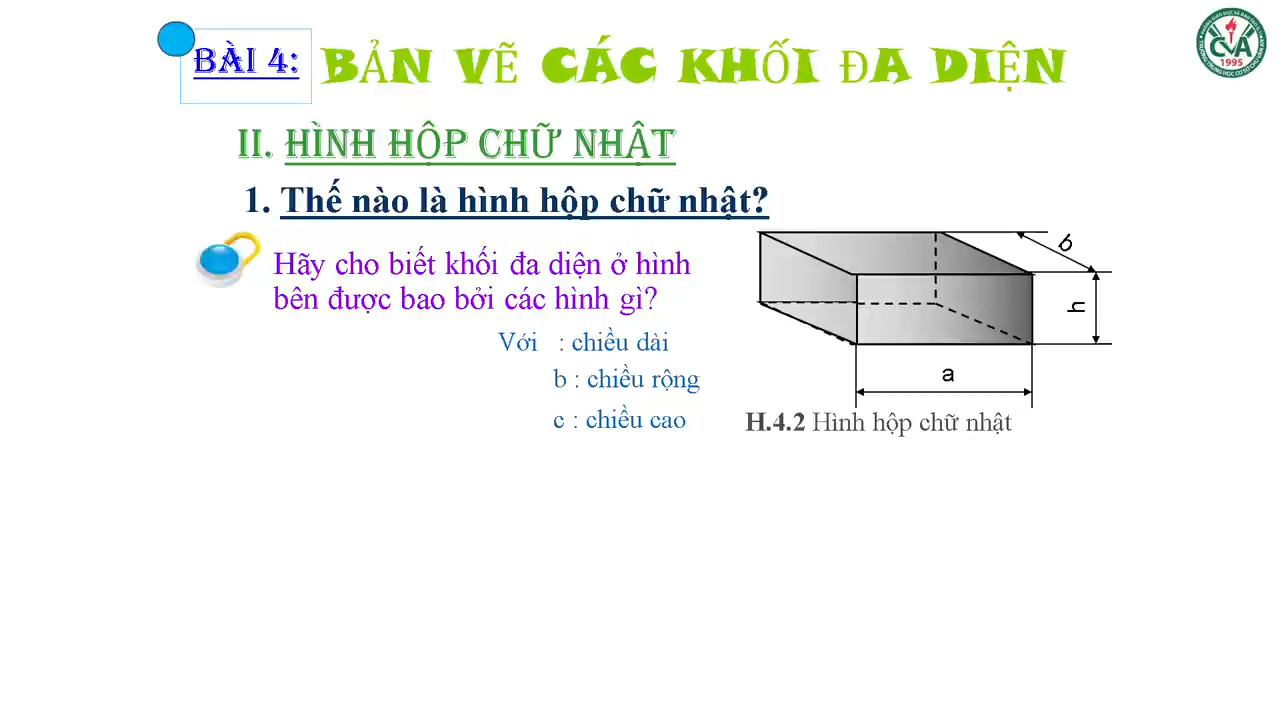 BÀI 4:
BẢN VẼ CÁC KHỐI ĐA DIỆN
II. HÌNH HỘP CHỮ NHẬT
1. Thế nào là hình hộp chữ nhật?
Hãy cho biết khối đa diện ở hình
bên được bao bởi các hình gì?
Với : chiều dài
b : chiều rộng
c : chiều cao
b
h
a
H.4.2 Hình hộp chữ nhật
CVA
1995